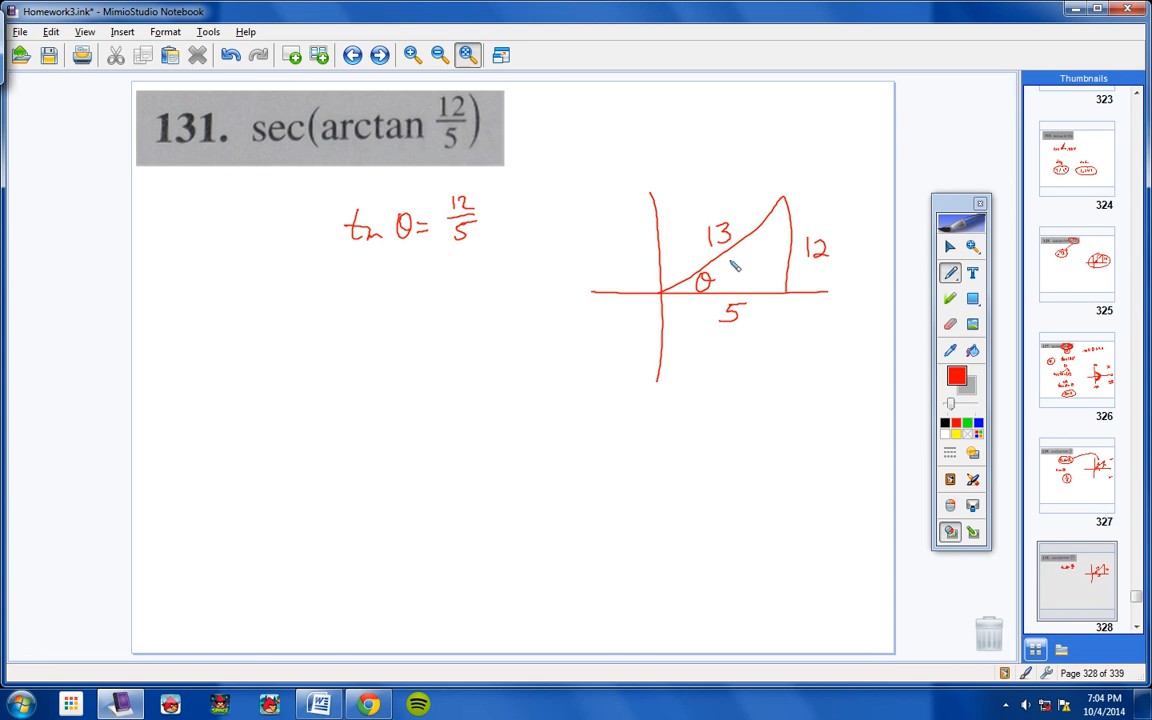 Homework3.ink* - MimioStudio Notebook
File Edit View Insert Format Tools Help
Thumbnails
131. sec(arctan 12/5)
tan θ = 12/5
13
12
θ
5
323
324
325
326
327
328
Page 328 of 339
7:04 PM
10/4/2014